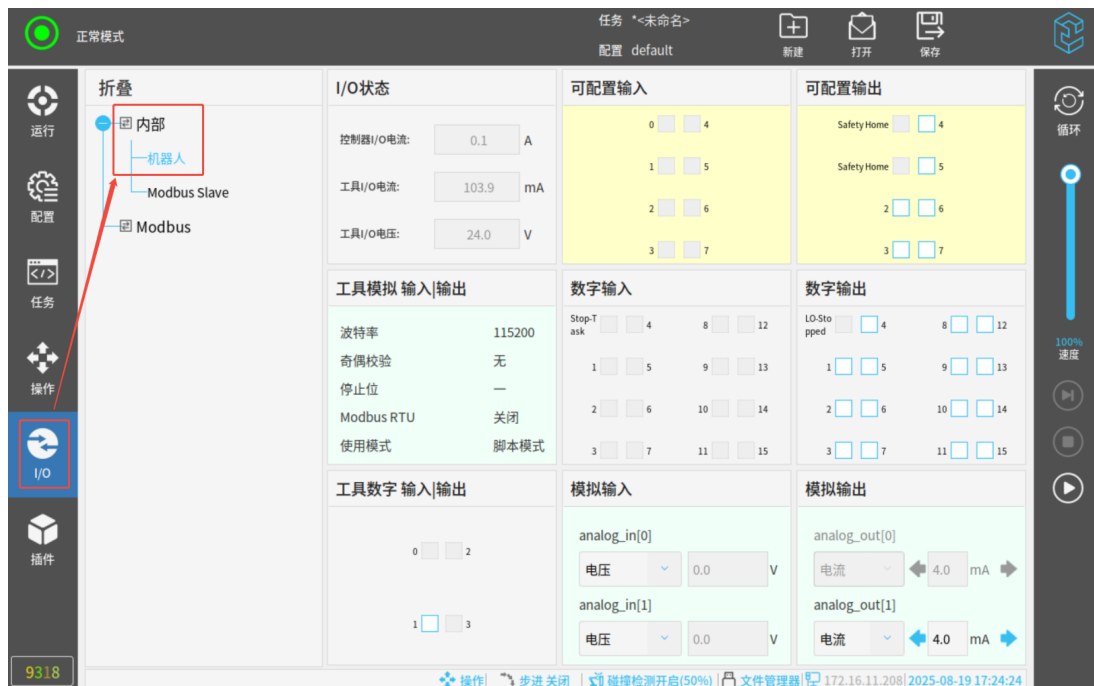 正常模式
任务 *<未命名>
配置 default
新建
打开
保存
运行
配置
任务
操作
I/O
插件
9318
折叠
内部
机器人
Modbus Slave
Modbus
I/O状态
控制器I/O电流: 0.1 A
工具I/O电流: 103.9 mA
工具I/O电压: 24.0 V
可配置输入
0 4
1 5
2 6
3 7
可配置输出
Safety Home 4
Safety Home 5
2 6
3 7
工具模拟 输入|输出
波特率 115200
奇偶校验 无
停止位 一
Modbus RTU 关闭
使用模式 脚本模式
数字输入
Stop-T
ask 4 8 12
1 5 9 13
2 6 10 14
3 7 11 15
数字输出
LO-Sto
pped 4 8 12
1 5 9 13
2 6 10 14
3 7 11 15
工具数字 输入|输出
0 2
1 3
模拟输入
analog_in[0]
电压 0.0 V
analog_in[1]
电压 0.0 V
模拟输出
analog_out[0]
电流 4.0 mA
analog_out[1]
电流 4.0 mA
循环
100%
速度
操作 步进 关闭 碰撞检测开启(50%) 文件管理器 172.16.11.208 2025-08-19 17:24:24